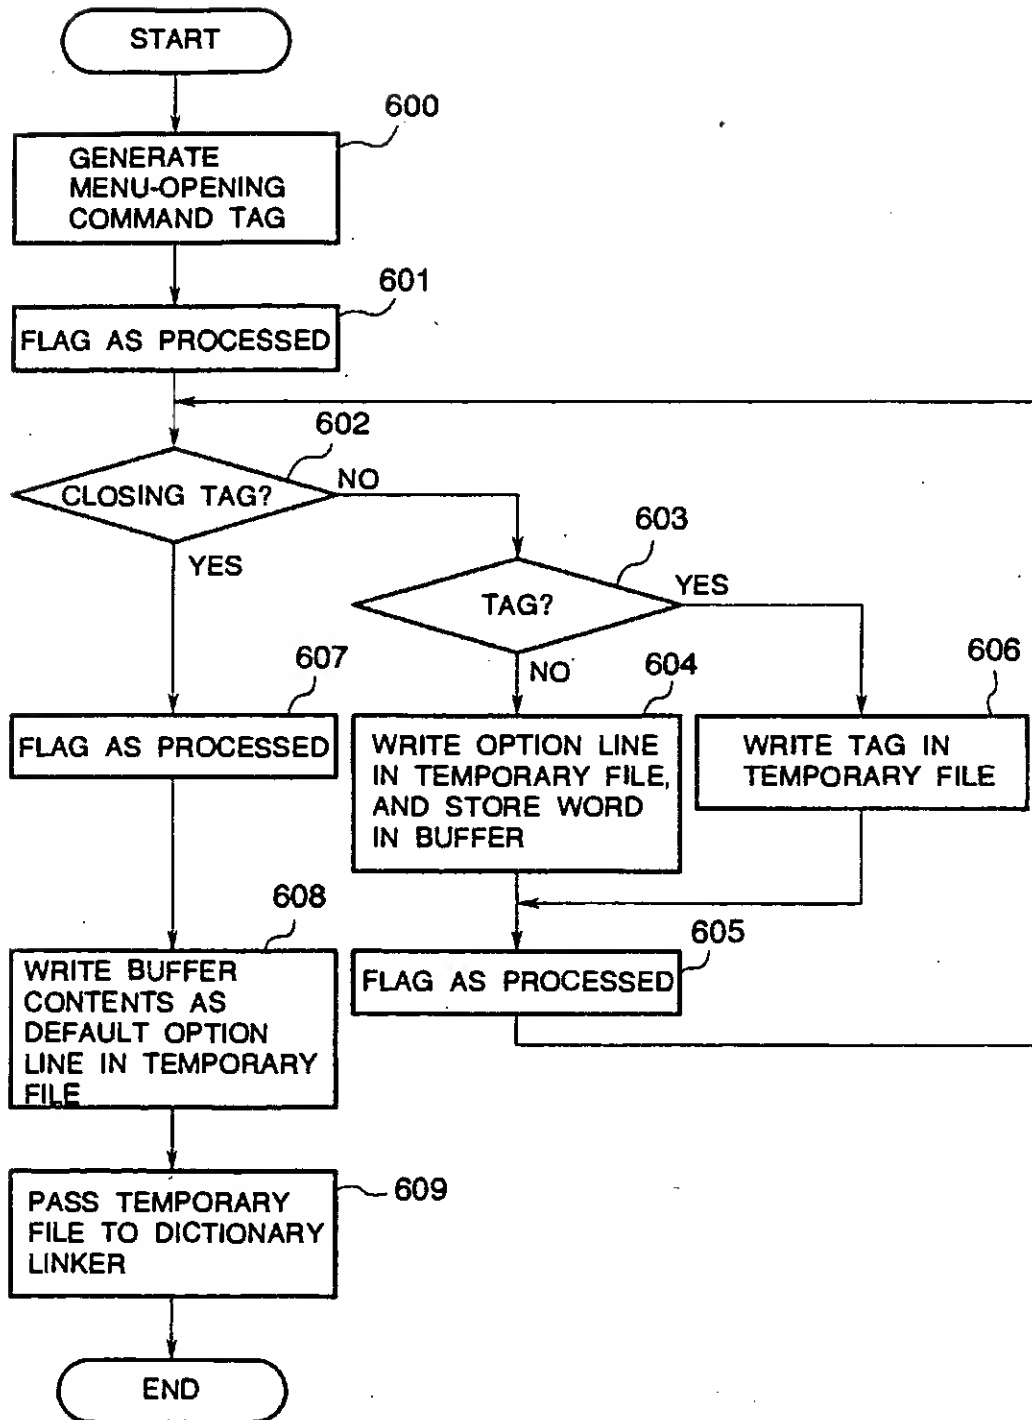 START
600
GENERATE
MENU-OPENING
COMMAND TAG
601
FLAG AS PROCESSED
602
CLOSING TAG?
NO
YES
603
TAG?
YES
NO
604
WRITE OPTION LINE
IN TEMPORARY FILE,
AND STORE WORD
IN BUFFER
606
WRITE TAG IN
TEMPORARY FILE
605
FLAG AS PROCESSED
607
FLAG AS PROCESSED
608
WRITE BUFFER
CONTENTS AS
DEFAULT OPTION
LINE IN TEMPORARY
FILE
609
PASS TEMPORARY
FILE TO DICTIONARY
LINKER
END